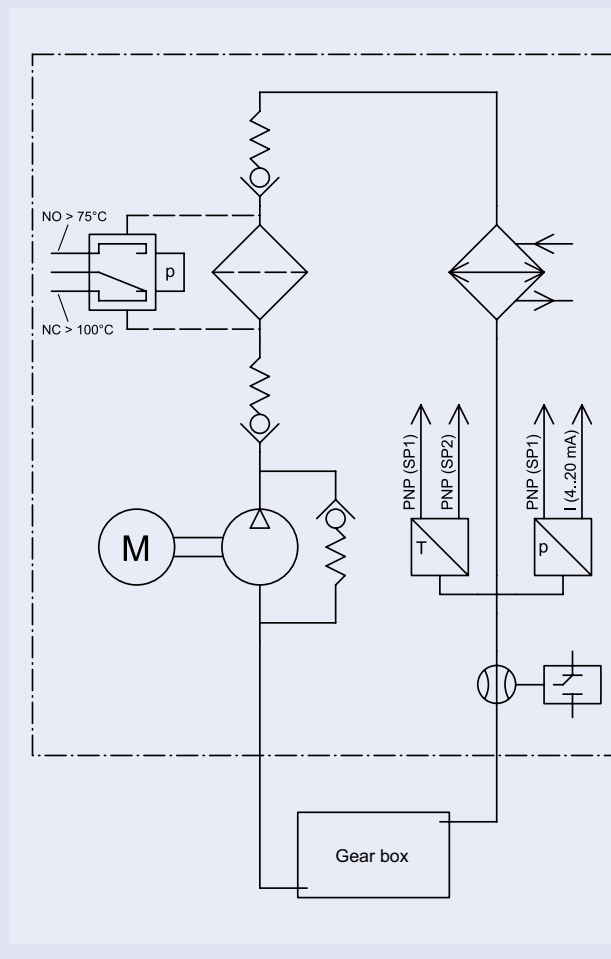 NO > 75°C
p
NC > 100°C
PNP (SP1)
PNP (SP2)
PNP (SP1)
I (4..20 mA)
M
T
p
Gear box